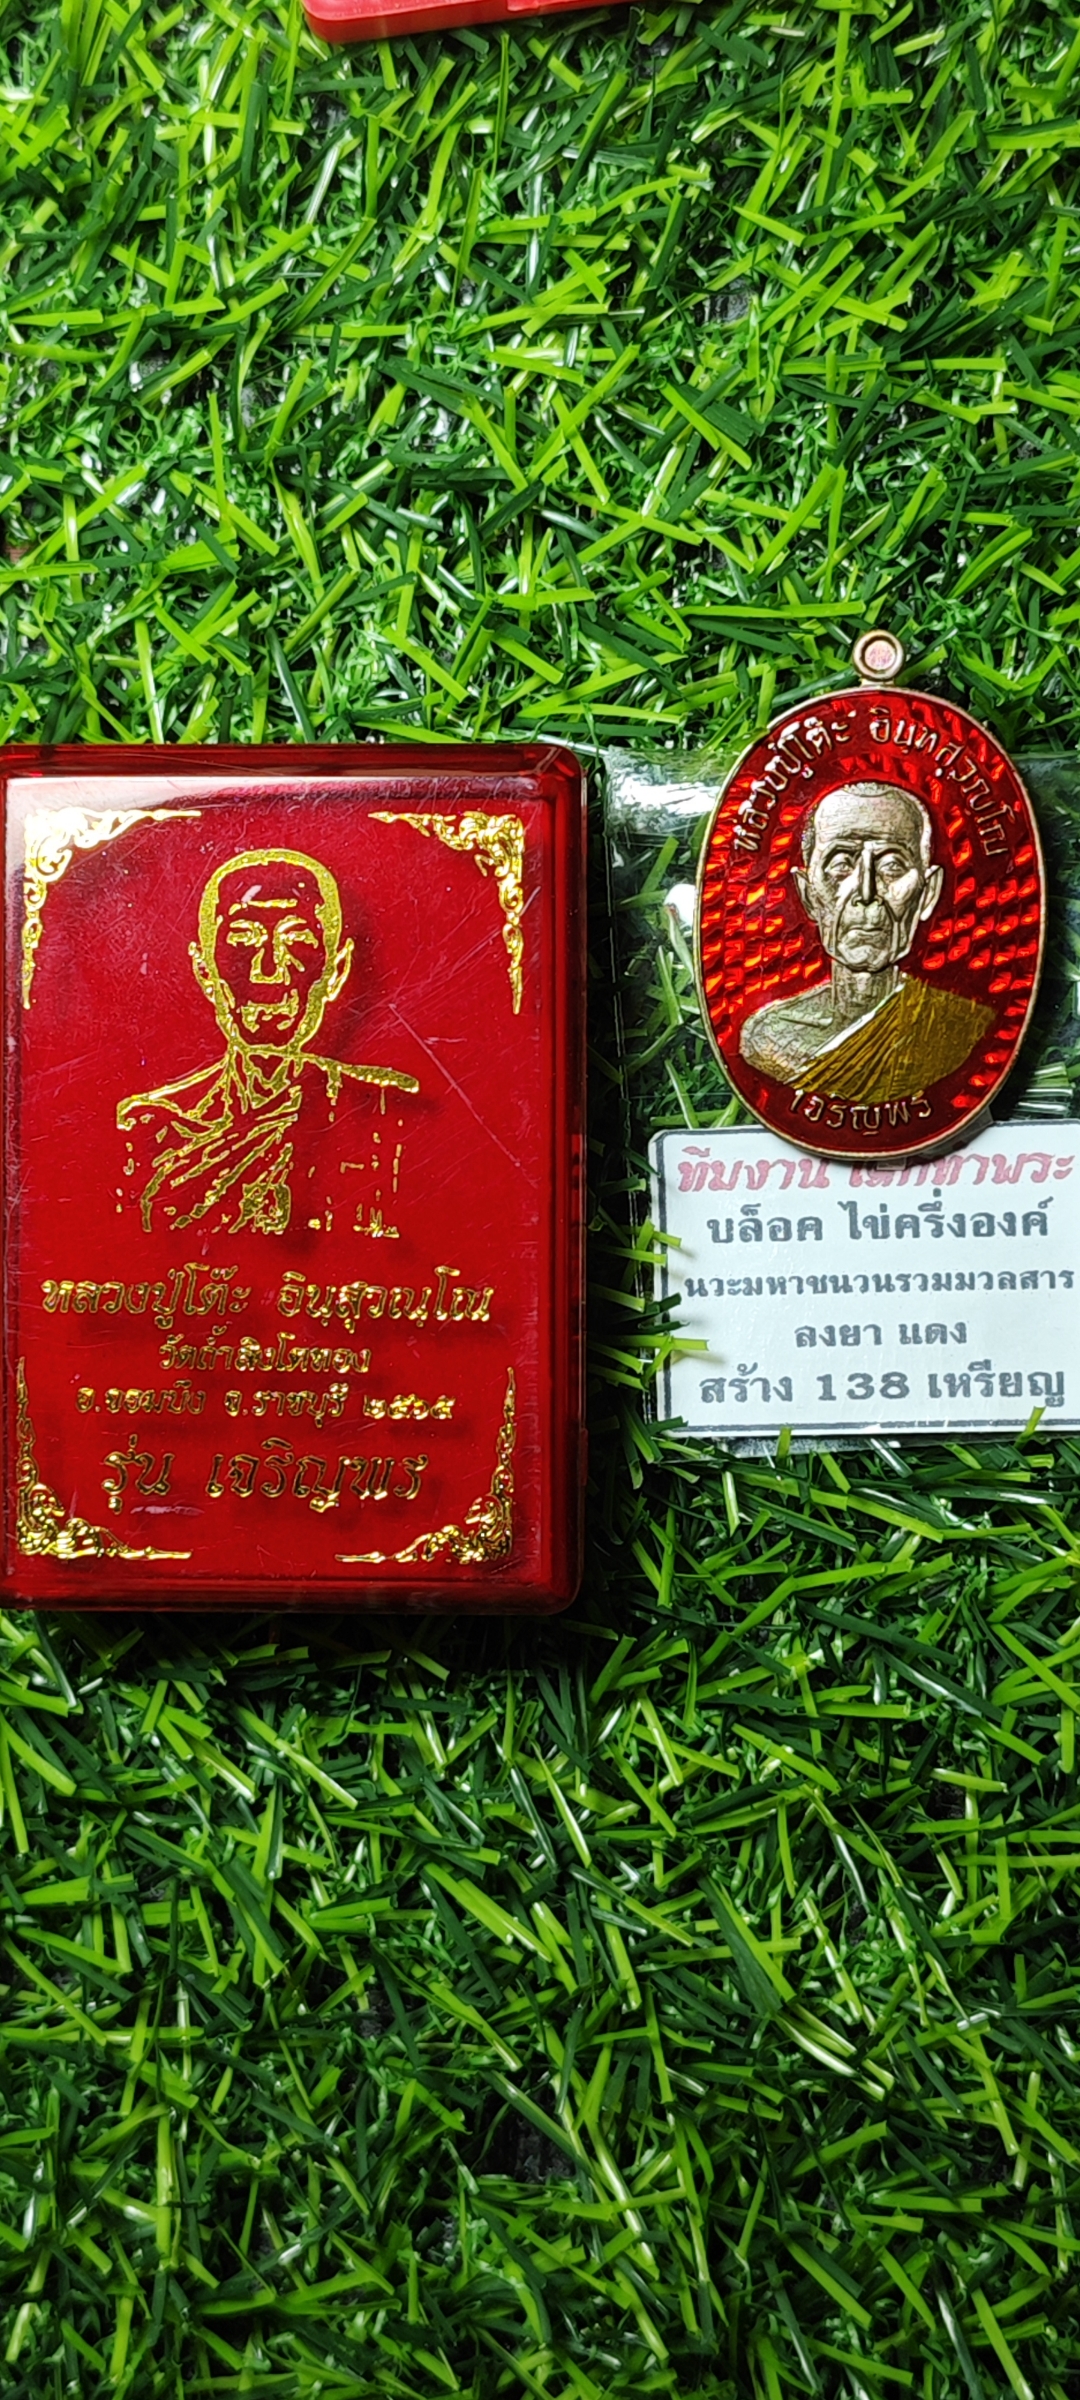 หลวงปู่โต๊ะ อินฺทสุวณฺโณ
เจริญพร
หลวงปู่โต๊ะ อินฺสุวณฺโณ
วัดถ้ำสิงโตทอง
อ.จอมบึง จ.ราชบุรี ๒๕๖๕
รุ่น เจริญพร
ทีมงาน
บล็อค ไข่ครึ่งองค์
นวะมหาชนวนรวมมวลสาร
ลงยา แดง
สร้าง 138 เหรียญ